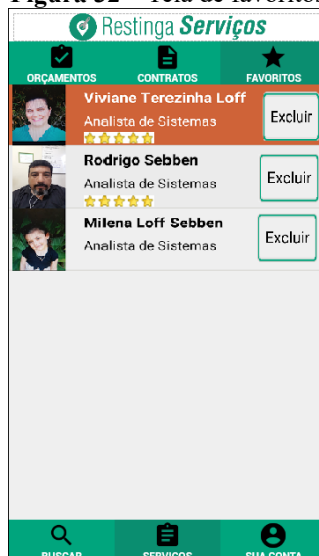 Figura 32 - Tela de favoritos
Restinga Serviços
ORÇAMENTOS CONTRATOS FAVORITOS
Viviane Terezinha Loff
Analista de Sistemas
Excluir
Rodrigo Sebben
Analista de Sistemas
Excluir
Milena Loff Sebben
Analista de Sistemas
Excluir
BUSCAR SERVIÇOS SUA CONTA